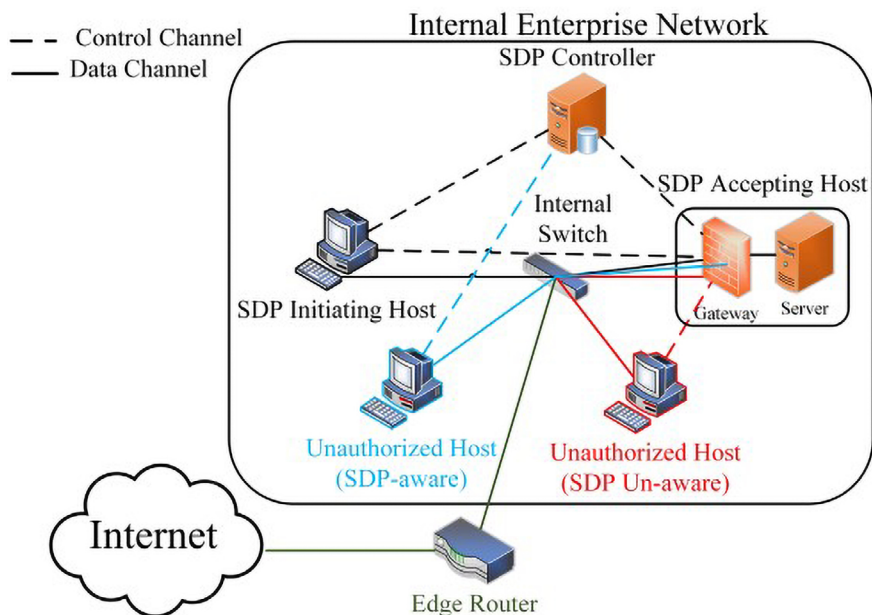 Internal Enterprise Network
Control Channel
Data Channel
SDP Controller
SDP Accepting Host
Internal
Switch
SDP Initiating Host
Gateway
Server
Unauthorized Host
(SDP-aware)
Unauthorized Host
(SDP Un-aware)
Internet
Edge Router